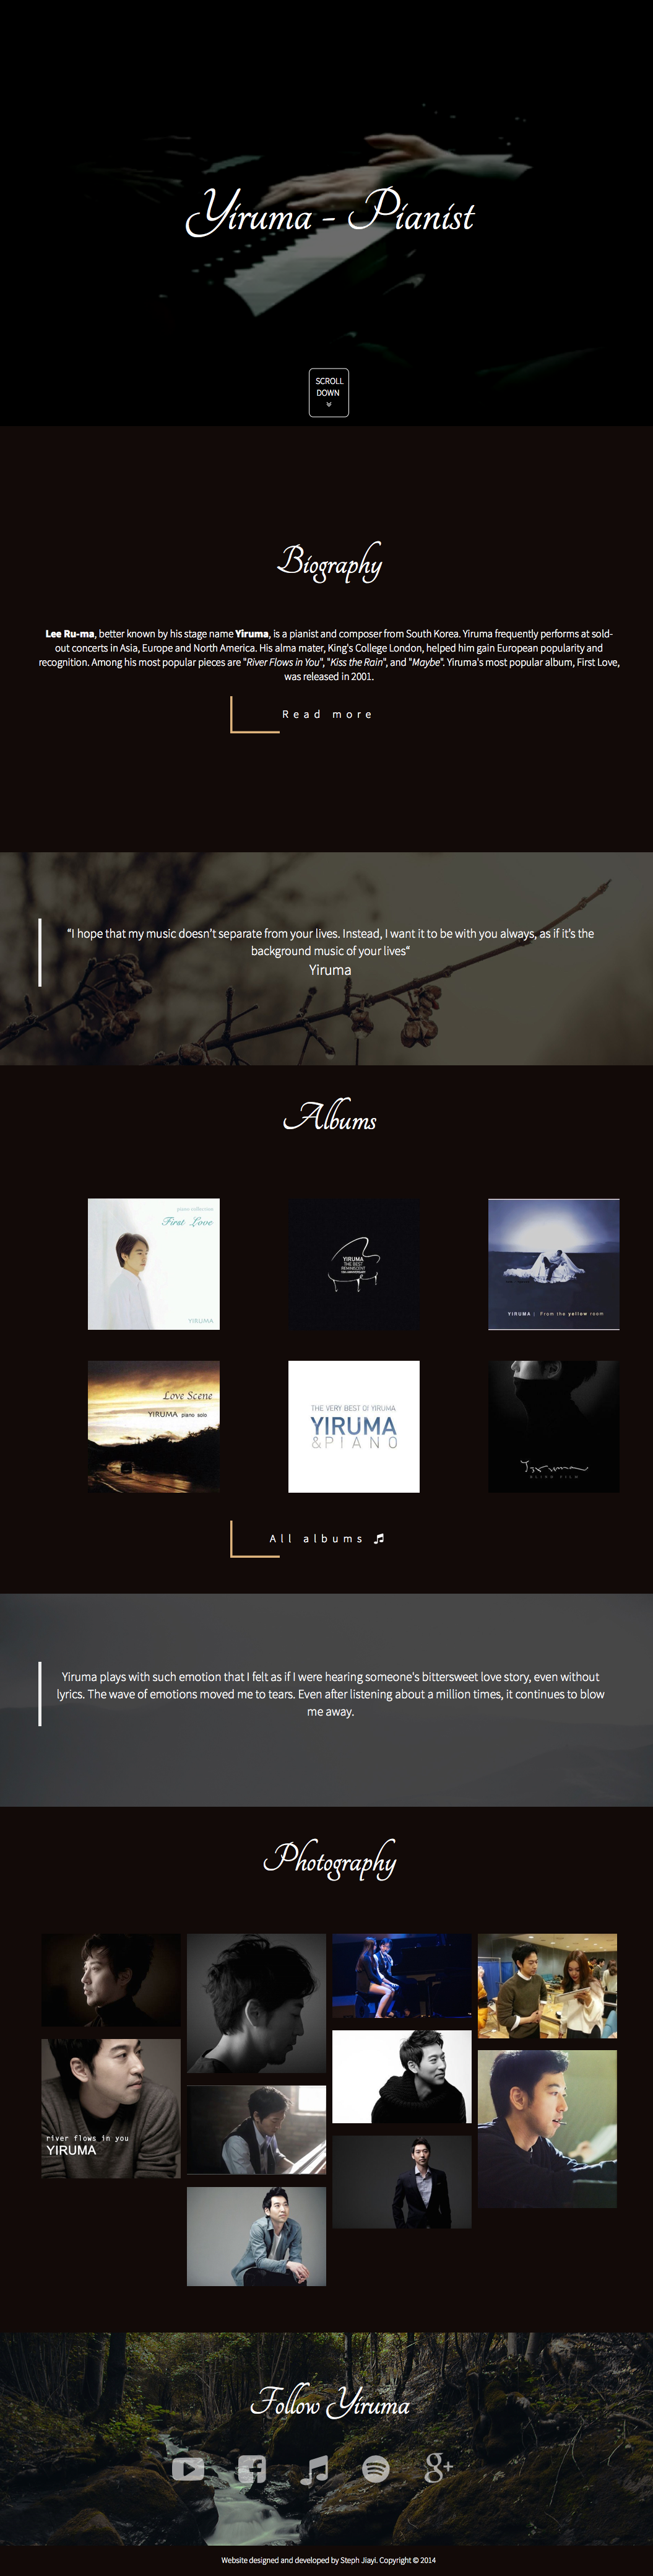 Yiruma - Pianist
SCROLL
DOWN
Biography
Lee Ru-ma, better known by his stage name Yiruma, is a pianist and composer from South Korea. Yiruma frequently performs at sold-
out concerts in Asia, Europe and North America. His alma mater, King's College London, helped him gain European popularity and
recognition. Among his most popular pieces are "River Flows in You", "Kiss the Rain", and "Maybe". Yiruma's most popular album, First Love,
was released in 2001.
Read more
“I hope that my music doesn’t separate from your lives. Instead, I want it to be with you always, as if it’s the
background music of your lives“
Yiruma
Albums
piano collection
First Love
YIRUMA
YIRUMA
THE BEST
REMINISCENT
10th ANNIVERSARY
YIRUMA | From the yellow room
Love Scene
YIRUMA piano solo
THE VERY BEST OF YIRUMA
YIRUMA
&PIANO
Yiruma
BLIND FILM
All albums
Yiruma plays with such emotion that I felt as if I were hearing someone's bittersweet love story, even without
lyrics. The wave of emotions moved me to tears. Even after listening about a million times, it continues to blow
me away.
Photography
river flows in you
YIRUMA
Follow Yiruma
Website designed and developed by Steph Jiayi. Copyright © 2014